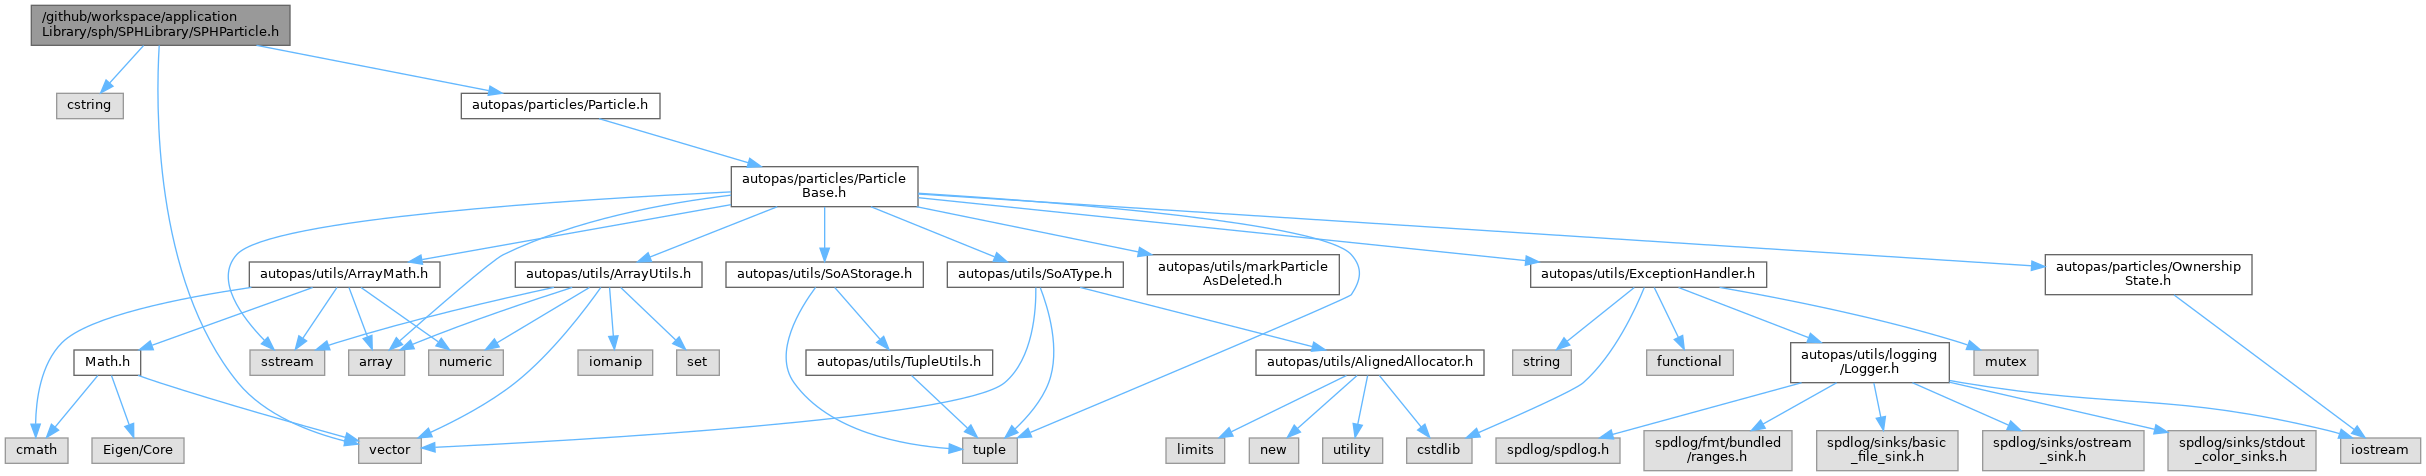 /github/workspace/application
Library/sph/SPHLibrary/SPHParticle.h
cstring
autopas/particles/Particle.h
autopas/particles/Particle
Base.h
autopas/utils/ArrayMath.h
autopas/utils/ArrayUtils.h
autopas/utils/SoAStorage.h
autopas/utils/SoAType.h
autopas/utils/markParticle
AsDeleted.h
autopas/utils/ExceptionHandler.h
autopas/particles/Ownership
State.h
Math.h
sstream
array
numeric
iomanip
set
autopas/utils/TupleUtils.h
autopas/utils/AlignedAllocator.h
string
functional
autopas/utils/logging
/Logger.h
mutex
cmath
Eigen/Core
vector
tuple
limits
new
utility
cstdlib
spdlog/spdlog.h
spdlog/fmt/bundled
/ranges.h
spdlog/sinks/basic
_file_sink.h
spdlog/sinks/ostream
_sink.h
spdlog/sinks/stdout
_color_sinks.h
iostream